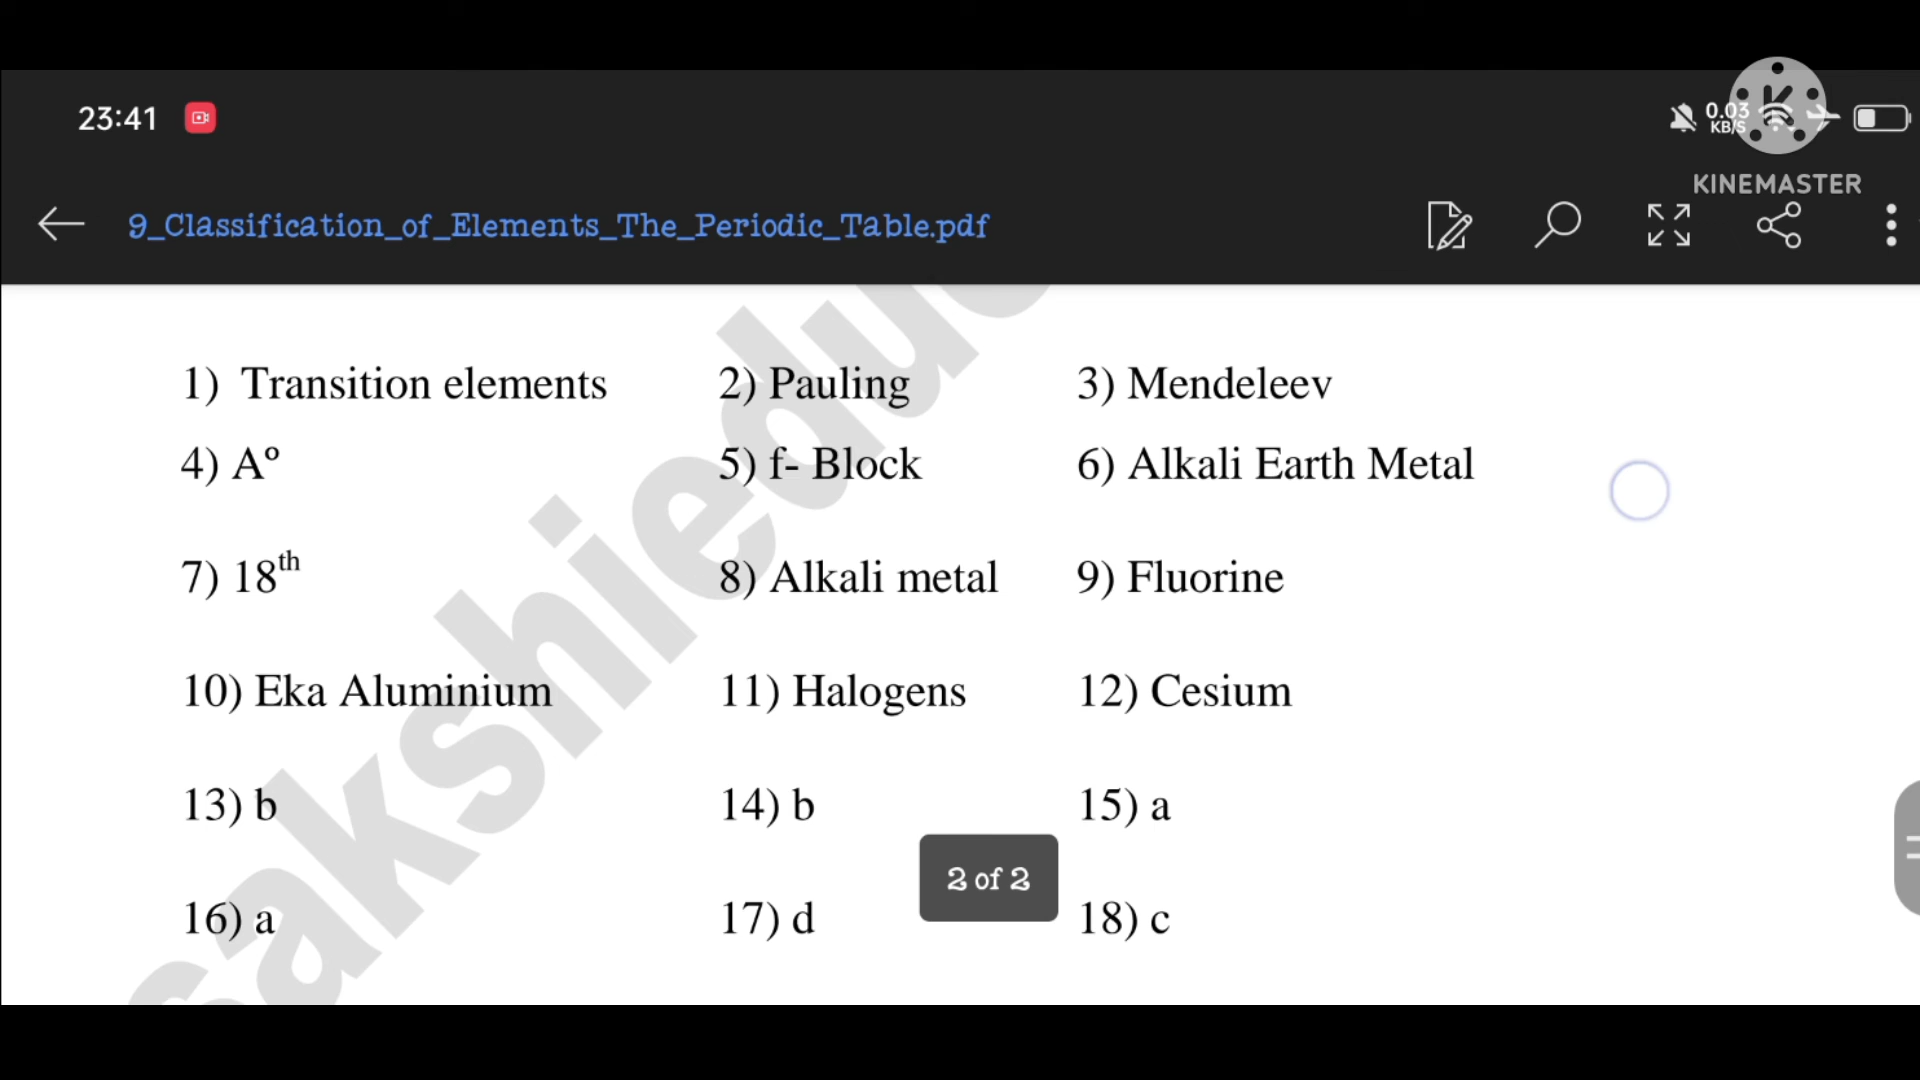 23:41
0.03
KB/S
KINEMASTER
9_Classification_of_Elements_The_Periodic_Table.pdf
1) Transition elements 2) Pauling 3) Mendeleev
4) Aº 5) f- Block 6) Alkali Earth Metal
7) 18th 8) Alkali metal 9) Fluorine
10) Eka Aluminium 11) Halogens 12) Cesium
13) b 14) b 15) a
2 of 2
16) a 17) d 18) c
sakshieduc